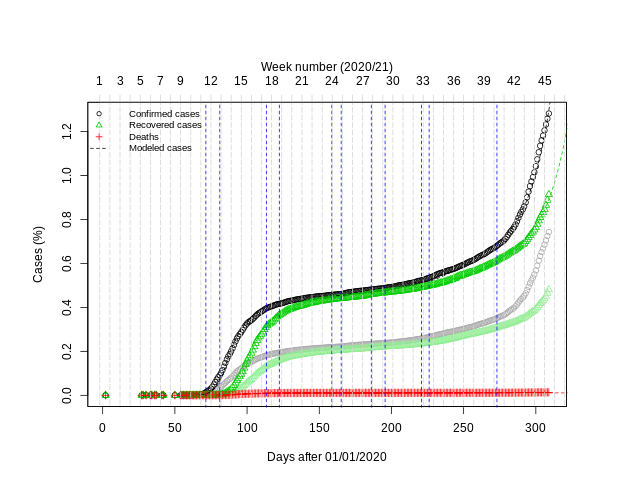 Week number (2020/21)
1 3 5 7 9 12 15 18 21 24 27 30 33 36 39 42 45
Confirmed cases
Recovered cases
Deaths
Modeled cases
Cases (%)
1.2
1.0
0.8
0.6
0.4
0.2
0.0
0 50 100 150 200 250 300
Days after 01/01/2020